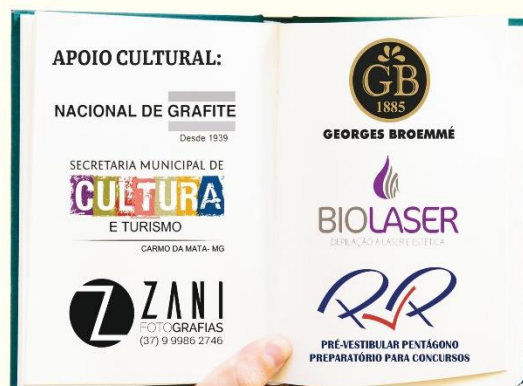 APOIO CULTURAL:
NACIONAL DE GRAFITE
Desde 1939
SECRETARIA MUNICIPAL DE
CULTURA
E TURISMO
CARMO DA MATA- MG
Z ZANI
FOTOGRAFIAS
(37) 9 9986 2746
GB
1885
GEORGES BROEMMÉ
BIOLASER
DEPILAÇÃO A LASER E ESTÉTICA
PVP
PRÉ-VESTIBULAR PENTÁGONO
PREPARATÓRIO PARA CONCURSOS